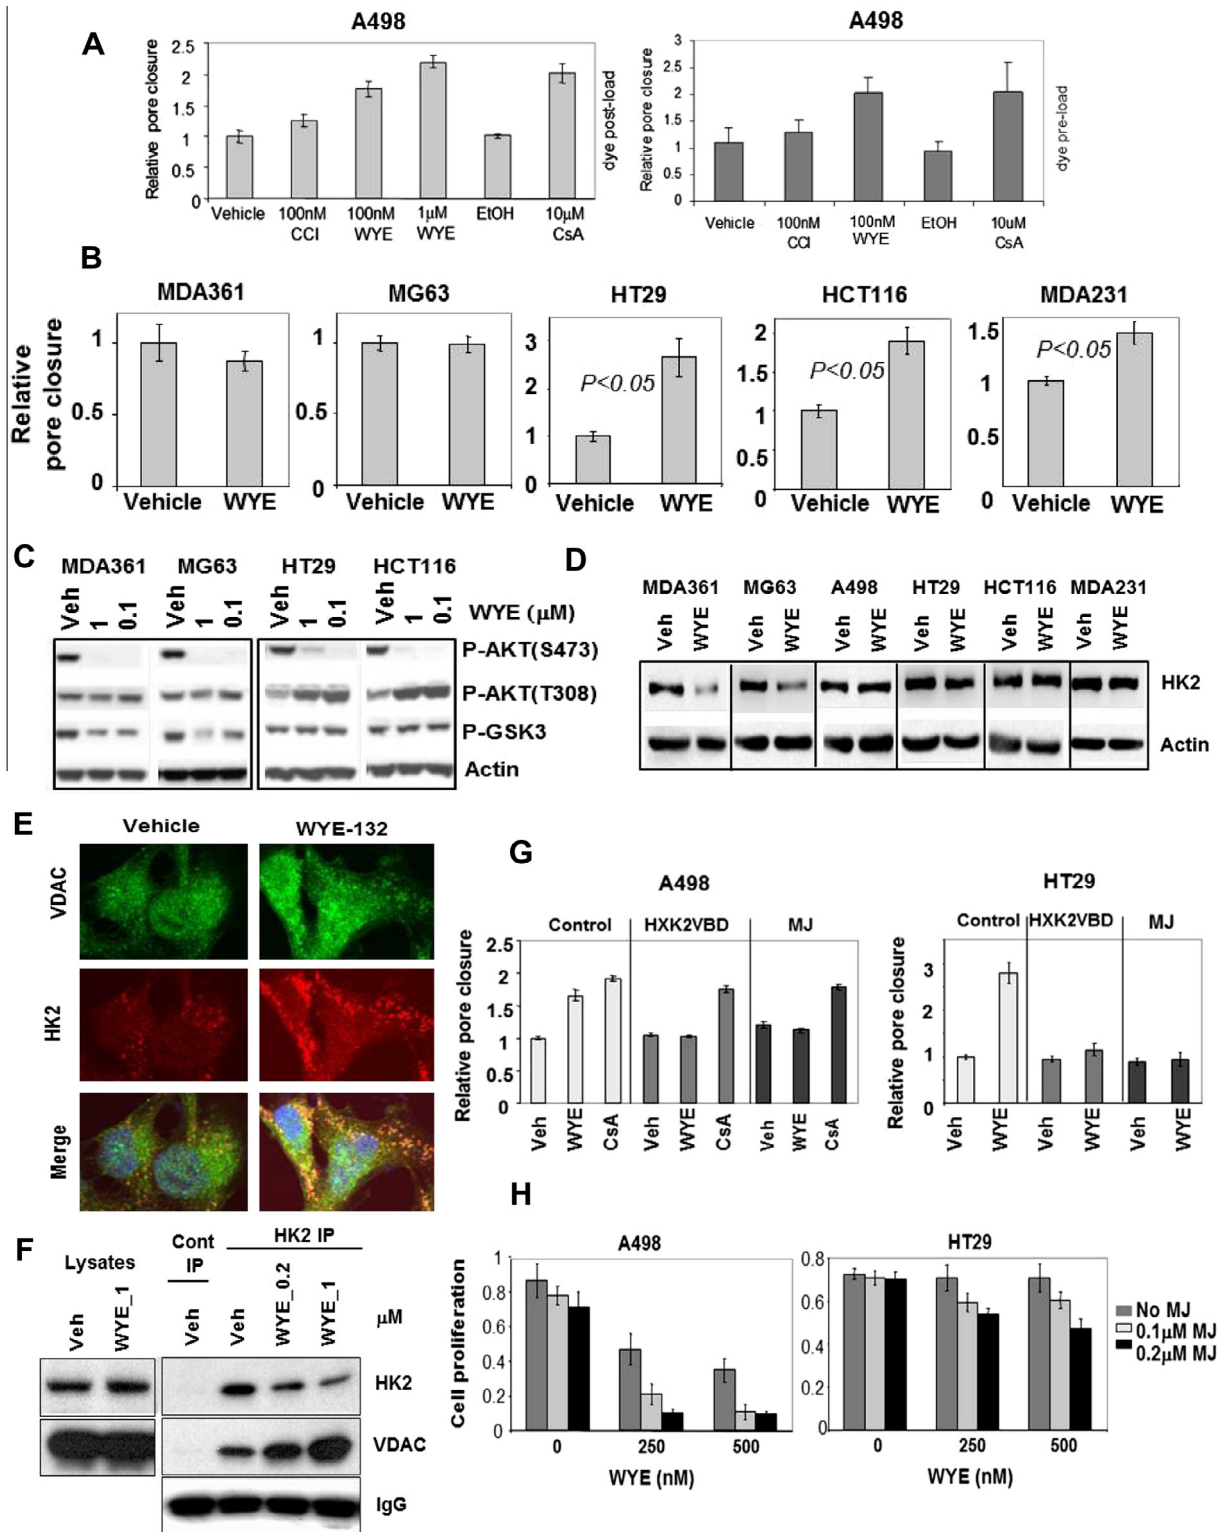 A
A498
Relative pore closure
2.5
2
1.5
1
0.5
0
Vehicle
100nM CCI
100nM WYE
1µM WYE
EtOH
10µM CsA
dye post-load
A498
Relative pore closure
3
2.5
2
1.5
1
0.5
0
Vehicle
100nM CCI
100nM WYE
EtOH
10uM CsA
dye pre-load
B
Relative pore closure
MDA361
1
0.5
0
Vehicle WYE
MG63
1
0.5
0
Vehicle WYE
HT29
3
2
1
0
P<0.05
Vehicle WYE
HCT116
2
1.5
1
0.5
0
P<0.05
Vehicle WYE
MDA231
1.5
1
0.5
0
P<0.05
Vehicle WYE
C
MDA361 MG63 HT29 HCT116
Veh 1 0.1 Veh 1 0.1 Veh 1 0.1 Veh 1 0.1 WYE (µM)
P-AKT(S473)
P-AKT(T308)
P-GSK3
Actin
D
MDA361 MG63 A498 HT29 HCT116 MDA231
Veh WYE Veh WYE Veh WYE Veh WYE Veh WYE Veh WYE
HK2
Actin
E
Vehicle WYE-132
VDAC
HK2
Merge
F
Lysates
Cont IP
HK2 IP
Veh WYE_1 Veh Veh WYE_0.2 WYE_1 µM
HK2
VDAC
IgG
G
A498
Control HXK2VBD MJ
Relative pore closure
2.5
2
1.5
1
0.5
0
Veh WYE CsA Veh WYE CsA Veh WYE CsA
HT29
Control HXK2VBD MJ
Relative pore closure
3
2
1
0
Veh WYE Veh WYE Veh WYE
H
A498
Cell proliferation
1
0.8
0.6
0.4
0.2
0
0 250 500
WYE (nM)
HT29
0.8
0.6
0.4
0.2
0
0 250 500
WYE (nM)
No MJ
0.1µM MJ
0.2µM MJ